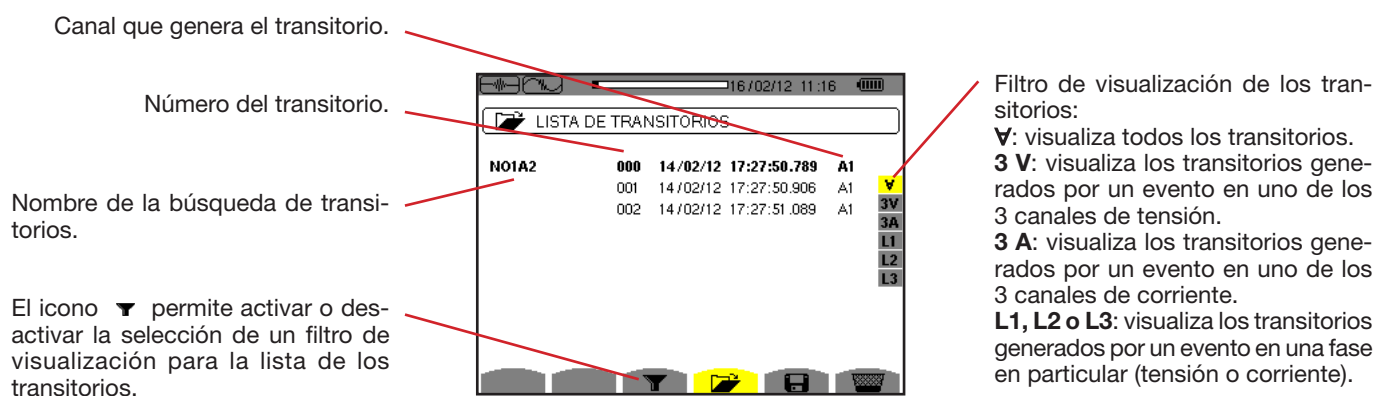 Canal que genera el transitorio.
Número del transitorio.
Nombre de la búsqueda de transi-
torios.
El icono permite activar o des-
activar la selección de un filtro de
visualización para la lista de los
transitorios.
16/02/12 11:16
LISTA DE TRANSITORIOS
NO1A2 000 14/02/12 17:27:50.789 A1
001 14/02/12 17:27:50.906 A1
002 14/02/12 17:27:51.089 A1
∀
3V
3A
L1
L2
L3
Filtro de visualización de los tran-
sitorios:
∀: visualiza todos los transitorios.
3 V: visualiza los transitorios gene-
rados por un evento en uno de los
3 canales de tensión.
3 A: visualiza los transitorios gene-
rados por un evento en uno de los
3 canales de corriente.
L1, L2 o L3: visualiza los transitorios
generados por un evento en una fase
en particular (tensión o corriente).